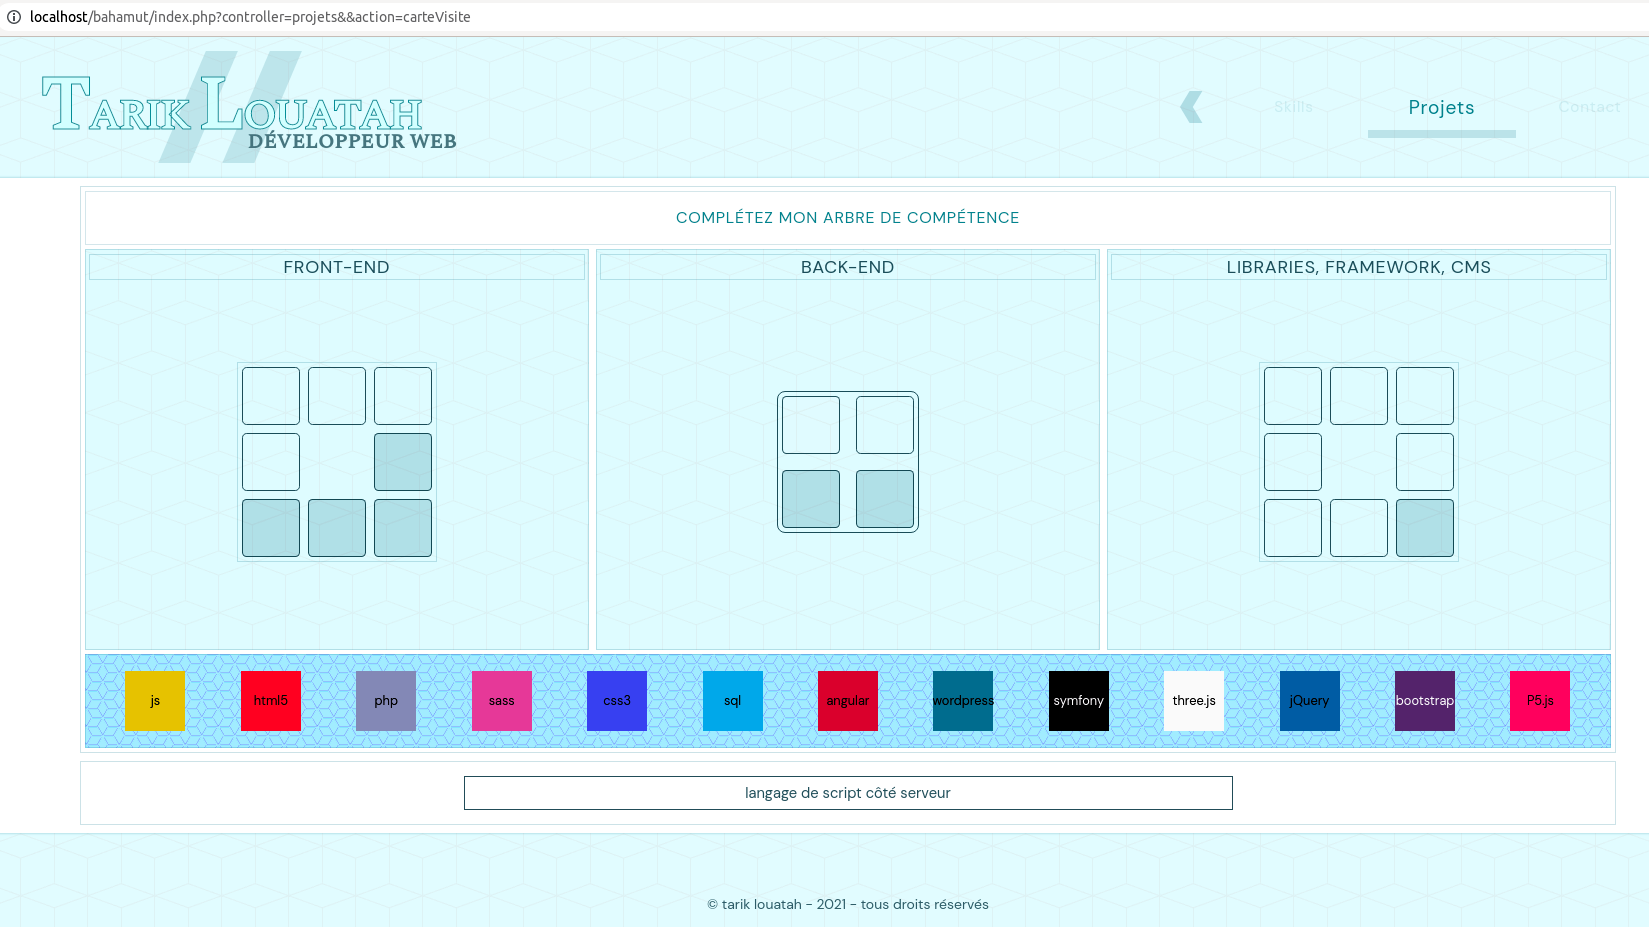 localhost/bahamut/index.php?controller=projets&&action=carteVisite
Tarik Louatah
DÉVELOPPEUR WEB
Skills
Projets
Contact
COMPLÉTEZ MON ARBRE DE COMPÉTENCE
FRONT-END
BACK-END
LIBRARIES, FRAMEWORK, CMS
js
html5
php
sass
css3
sql
angular
wordpress
symfony
three.js
jQuery
bootstrap
P5.js
langage de script côté serveur
© tarik louatah - 2021 - tous droits réservés